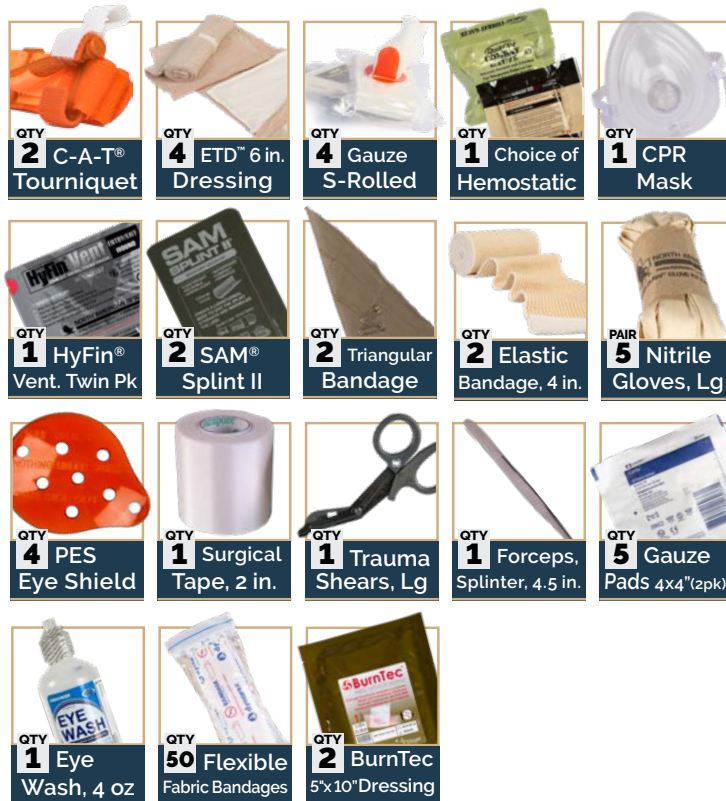 QTY
2 C-A-T®
Tourniquet
QTY
4 ETD™ 6 in.
Dressing
QTY
4 Gauze
S-Rolled
QTY
1 Choice of
Hemostatic
QTY
1 CPR
Mask
HyFin Vent
QTY
1 HyFin®
Vent. Twin Pk
SAM
SPLINT II
QTY
2 SAM®
Splint II
QTY
2 Triangular
Bandage
QTY
2 Elastic
Bandage, 4 in.
PAIR
5 Nitrile
Gloves, Lg
QTY
4 PES
Eye Shield
QTY
1 Surgical
Tape, 2 in.
QTY
1 Trauma
Shears, Lg
QTY
1 Forceps,
Splinter, 4.5 in.
QTY
5 Gauze
Pads 4x4"(2pk)
EYE
WASH
QTY
1 Eye
Wash, 4 oz
QTY
50 Flexible
Fabric Bandages
BurnTec
QTY
2 BurnTec
5"x10"Dressing